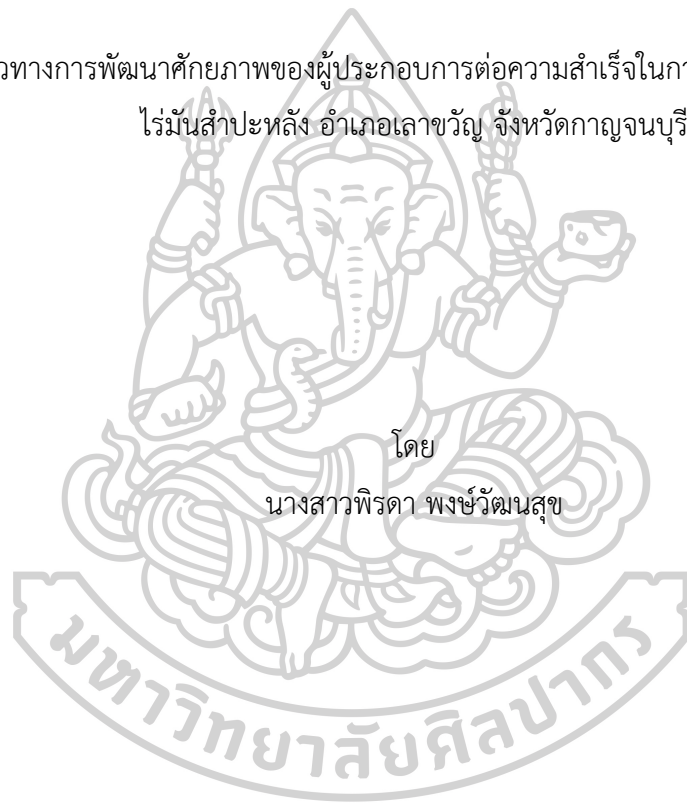 วทางการพัฒนาศักยภาพของผู้ประกอบการต่อความสำเร็จในกา
ไร่มันสำปะหลัง อำเภอเลาขวัญ จังหวัดกาญจนบุรี
โดย
นางสาวพิรดา พงษ์วัฒนสุข
มหาวิทยาลัยศิลปากร